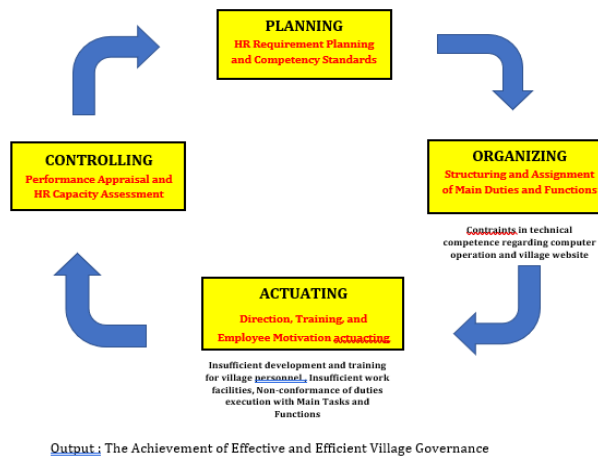 PLANNING
HR Requirement Planning
and Competency Standards
CONTROLLING
Performance Appraisal and
HR Capacity Assessment
ORGANIZING
Structuring and Assignment
of Main Duties and Functions
Contraints in technical
competence regarding computer
operation and village website
ACTUATING
Direction, Training, and
Employee Motivation actuacting
Insufficient development and training
for village personnel., Insufficient work
facilities, Non-conformance of duties
execution with Main Tasks and
Functions
Output : The Achievement of Effective and Efficient Village Governance